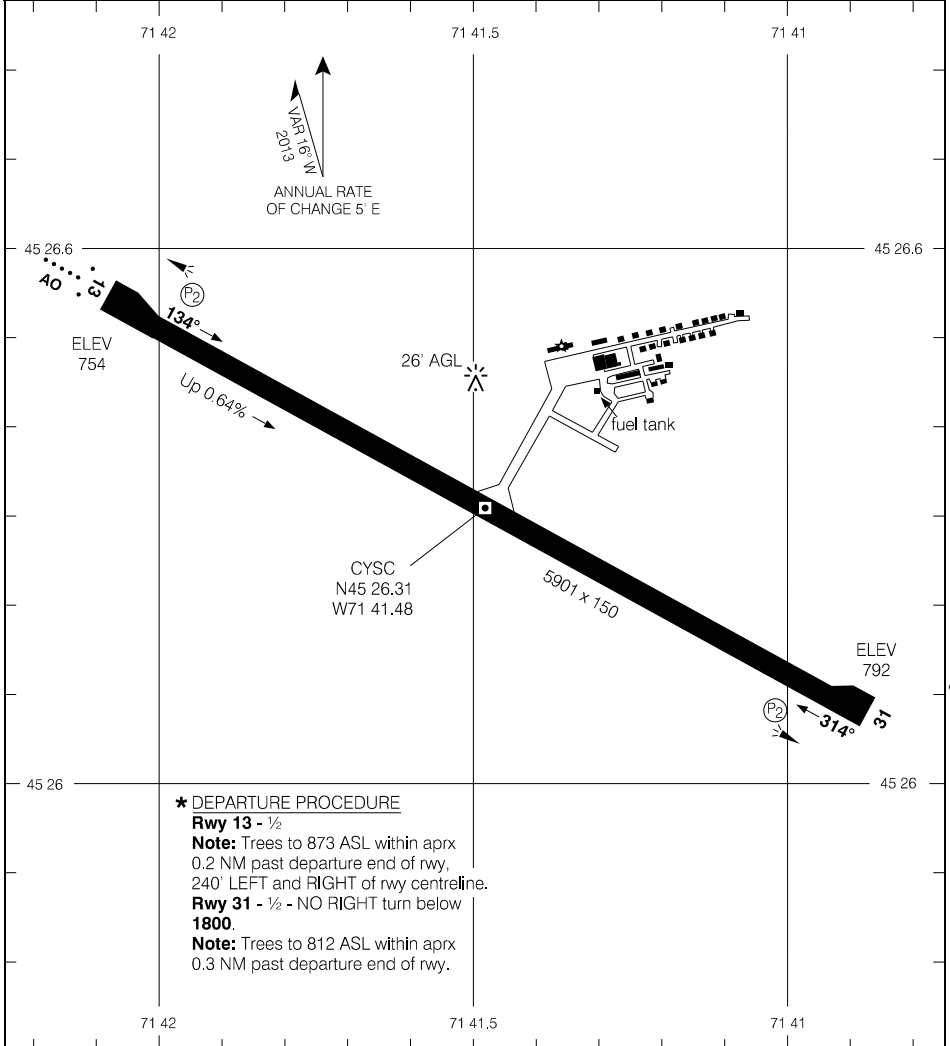 71 42
71 41.5
71 41
VAR 16° W
2013
ANNUAL RATE
OF CHANGE 5' E
45 26.6
45 26.6
AO
13
P2
134°
ELEV
754
Up 0.64%
26' AGL
fuel tank
CYSC
N45 26.31
W71 41.48
5901 x 150
ELEV
792
P2
314°
31
45 26
45 26
* DEPARTURE PROCEDURE
Rwy 13 - ½
Note: Trees to 873 ASL within aprx
0.2 NM past departure end of rwy,
240' LEFT and RIGHT of rwy centreline.
Rwy 31 - ½ - NO RIGHT turn below
1800.
Note: Trees to 812 ASL within aprx
0.3 NM past departure end of rwy.
71 42
71 41.5
71 41